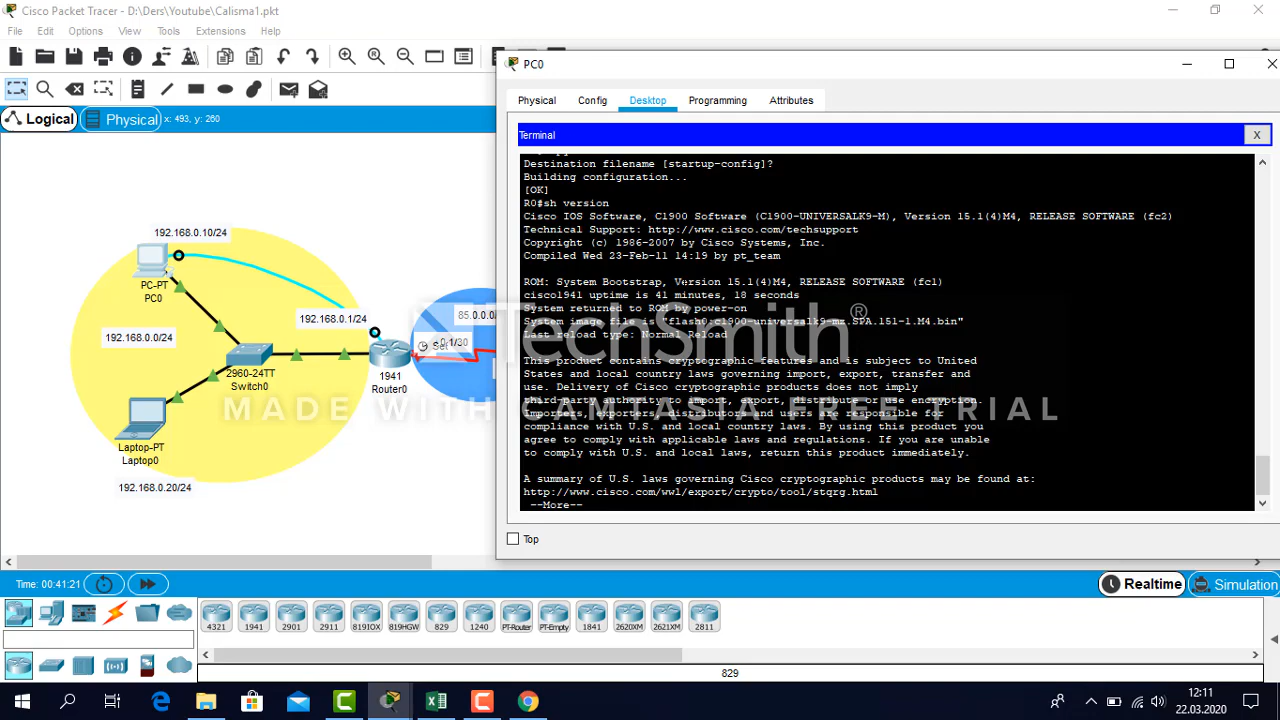 Cisco Packet Tracer - D:\Ders\Youtube\Calisma1.pkt
File Edit Options View Tools Extensions Help
Logical Physical x: 493, y: 260
PC0
Physical Config Desktop Programming Attributes
Terminal X
Destination filename [startup-config]?
Building configuration...
[OK]
R0#sh version
Cisco IOS Software, C1900 Software (C1900-UNIVERSALK9-M), Version 15.1(4)M4, RELEASE SOFTWARE (fc2)
Technical Support: http://www.cisco.com/techsupport
Copyright (c) 1986-2007 by Cisco Systems, Inc.
Compiled Wed 23-Feb-11 14:19 by pt_team
ROM: System Bootstrap, Version 15.1(4)M4, RELEASE SOFTWARE (fc1)
cisco1941 uptime is 41 minutes, 18 seconds
System returned to ROM by power-on
System image file is "flash0:c1900-universalk9-mz.SPA.151-1.M4.bin"
Last reload type: Normal Reload
This product contains cryptographic features and is subject to United
States and local country laws governing import, export, transfer and
use. Delivery of Cisco cryptographic products does not imply
third-party authority to import, export, distribute or use encryption.
Importers, exporters, distributors and users are responsible for
compliance with U.S. and local country laws. By using this product you
agree to comply with applicable laws and regulations. If you are unable
to comply with U.S. and local laws, return this product immediately.
A summary of U.S. laws governing Cisco cryptographic products may be found at:
http://www.cisco.com/wwl/export/crypto/tool/stqrg.html
--More--
Top
192.168.0.10/24
PC-PT
PC0
192.168.0.1/24
85.0.0.0/
192.168.0.0/24
0.1/30
2960-24TT
Switch0
1941
Router0
Laptop-PT
Laptop0
192.168.0.20/24
TechSmith®
MADE WITH CAMTASIA FREE TRIAL
Time: 00:41:21 Realtime Simulation
4321 1941 2901 2911 819IOX 819HGW 829 1240 PT-Router PT-Empty 1841 2620XM 2621XM 2811
829
12:11
22.03.2020